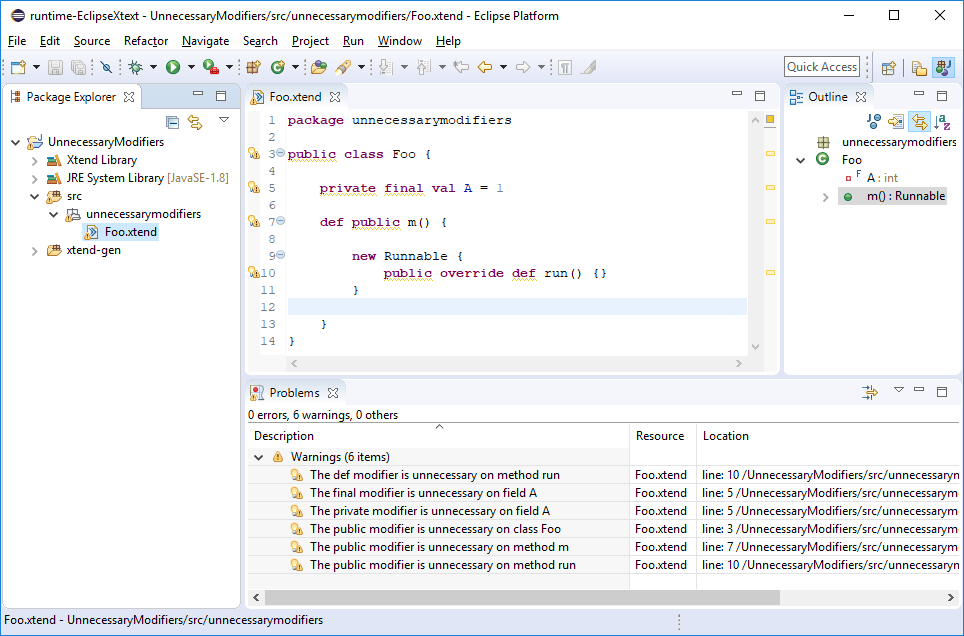 runtime-EclipseXtext - UnnecessaryModifiers/src/unnecessarymodifiers/Foo.xtend - Eclipse Platform
File Edit Source Refactor Navigate Search Project Run Window Help
Quick Access
Package Explorer
UnnecessaryModifiers
Xtend Library
JRE System Library [JavaSE-1.8]
src
unnecessarymodifiers
Foo.xtend
xtend-gen
Foo.xtend
1 package unnecessarymodifiers
2
3 public class Foo {
4
5 private final val A = 1
6
7 def public m() {
8
9 new Runnable {
10 public override def run() {}
11 }
12
13 }
14 }
Outline
unnecessarymodifiers
Foo
F A : int
m() : Runnable
Problems
0 errors, 6 warnings, 0 others
Description Resource Location
Warnings (6 items)
The def modifier is unnecessary on method run Foo.xtend line: 10 /UnnecessaryModifiers/src/unnecessaryn
The final modifier is unnecessary on field A Foo.xtend line: 5 /UnnecessaryModifiers/src/unnecessarym
The private modifier is unnecessary on field A Foo.xtend line: 5 /UnnecessaryModifiers/src/unnecessarym
The public modifier is unnecessary on class Foo Foo.xtend line: 3 /UnnecessaryModifiers/src/unnecessarym
The public modifier is unnecessary on method m Foo.xtend line: 7 /UnnecessaryModifiers/src/unnecessarym
The public modifier is unnecessary on method run Foo.xtend line: 10 /UnnecessaryModifiers/src/unnecessaryn
Foo.xtend - UnnecessaryModifiers/src/unnecessarymodifiers